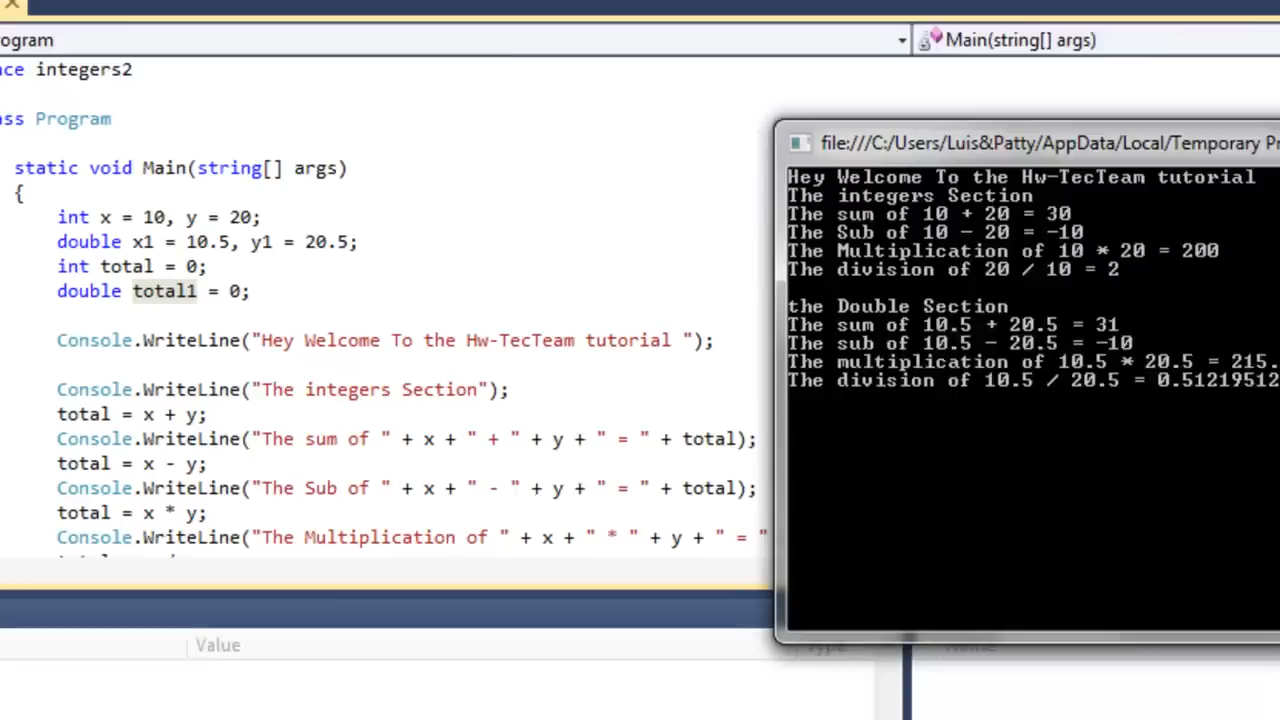 rogram
Main(string[] args)
nce integers2
ass Program
static void Main(string[] args)
{
int x = 10, y = 20;
double x1 = 10.5, y1 = 20.5;
int total = 0;
double total1 = 0;
Console.WriteLine("Hey Welcome To the Hw-TecTeam tutorial ");
Console.WriteLine("The integers Section");
total = x + y;
Console.WriteLine("The sum of " + x + " + " + y + " = " + total);
total = x - y;
Console.WriteLine("The Sub of " + x + " - " + y + " = " + total);
total = x * y;
Console.WriteLine("The Multiplication of " + x + " * " + y + " = "
Value
file:///C:/Users/Luis&Patty/AppData/Local/Temporary Pr
Hey Welcome To the Hw-TecTeam tutorial
The integers Section
The sum of 10 + 20 = 30
The Sub of 10 - 20 = -10
The Multiplication of 10 * 20 = 200
The division of 20 / 10 = 2
the Double Section
The sum of 10.5 + 20.5 = 31
The sub of 10.5 - 20.5 = -10
The multiplication of 10.5 * 20.5 = 215.
The division of 10.5 / 20.5 = 0.51219512